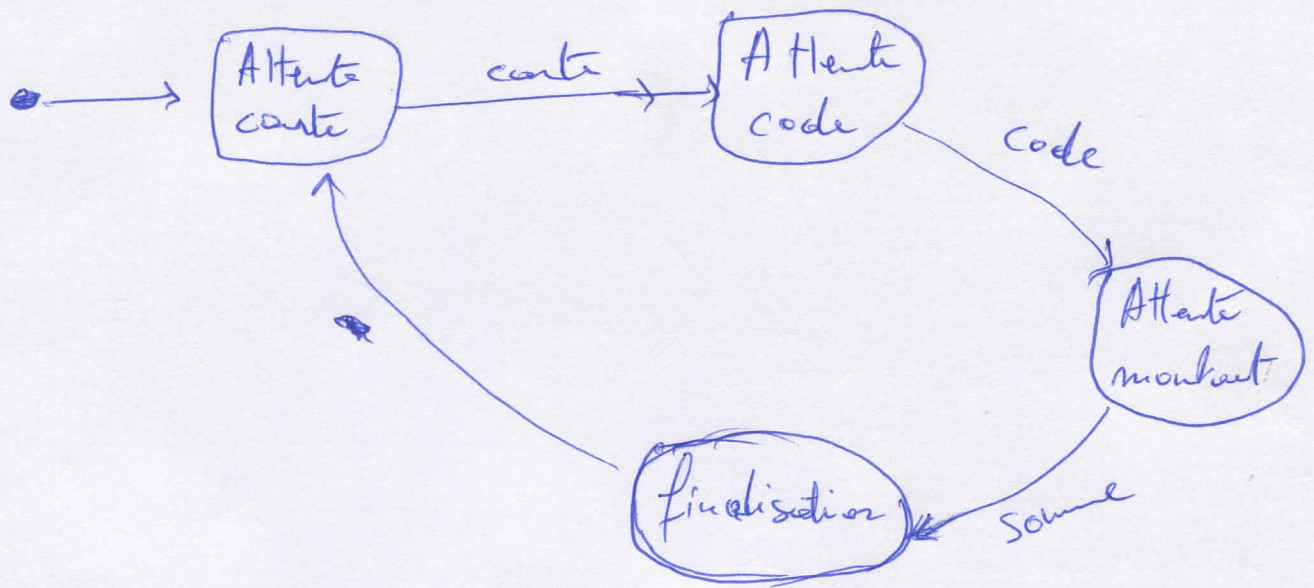 Attente
carte
carte
Attente
code
Code
Attente
montant
somme
finalisation